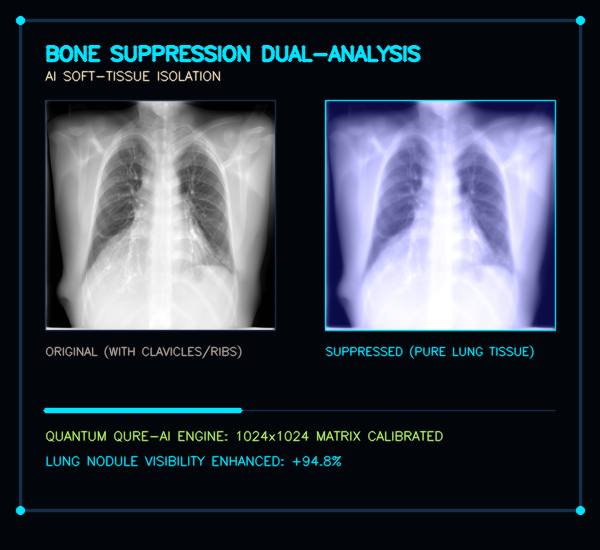 BONE SUPPRESSION DUAL-ANALYSIS
AI SOFT-TISSUE ISOLATION
ORIGINAL (WITH CLAVICLES/RIBS)
SUPPRESSED (PURE LUNG TISSUE)
QUANTUM QURE-AI ENGINE: 1024x1024 MATRIX CALIBRATED
LUNG NODULE VISIBILITY ENHANCED: +94.8%